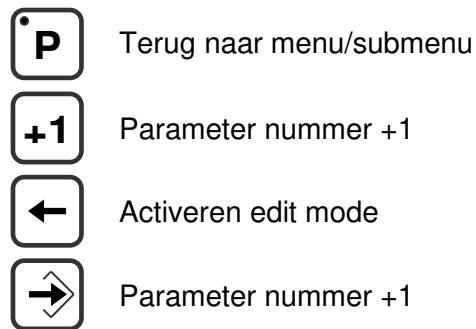 P Terug naar menu/submenu
+1 Parameter nummer +1
Activeren edit mode
Parameter nummer +1